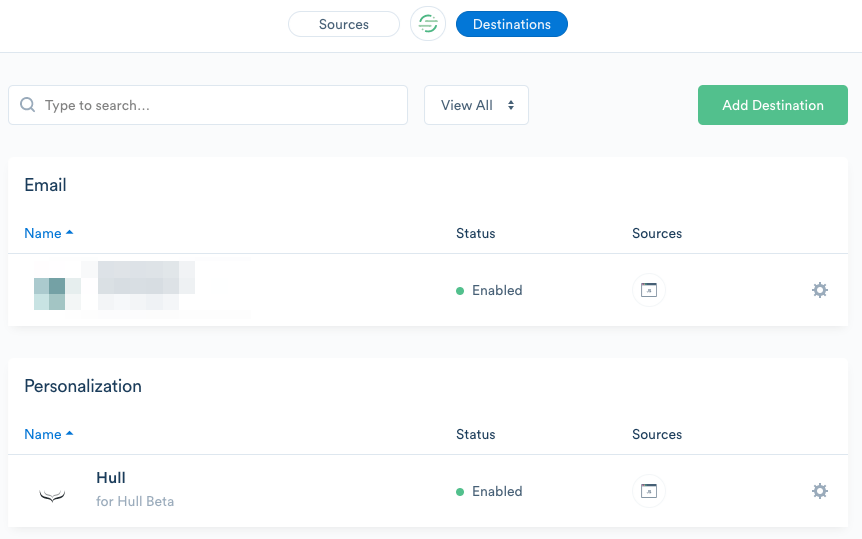 Sources Destinations
Type to search...
View All
Add Destination
Email
Name Status Sources
Enabled
Personalization
Name Status Sources
Hull
for Hull Beta
Enabled